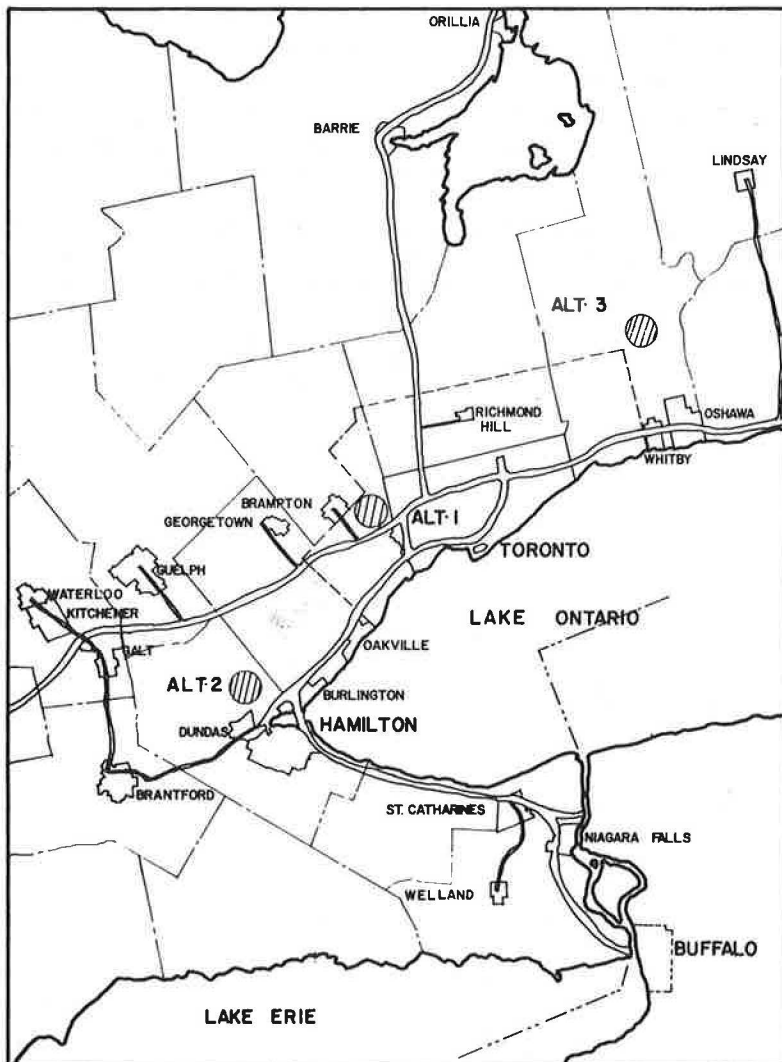 ORILLIA
BARRIE
LINDSAY
ALT. 3
RICHMOND
HILL
OSHAWA
WHITBY
BRAMPTON
GEORGETOWN
ALT. 1
TORONTO
GUELPH
WATERLOO
KITCHENER
LAKE ONTARIO
OAKVILLE
GALT
ALT. 2
BURLINGTON
DUNDAS
HAMILTON
BRANTFORD
ST. CATHARINES
NIAGARA FALLS
WELLAND
BUFFALO
LAKE ERIE